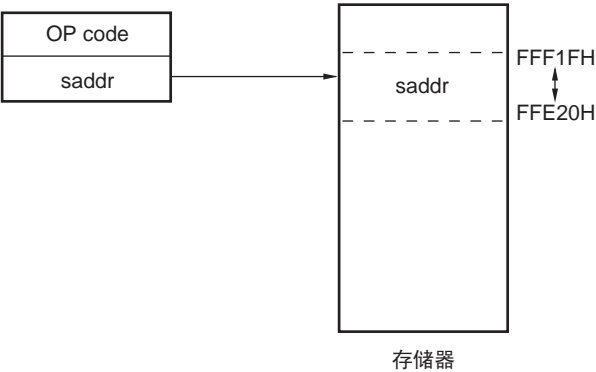 OP code
saddr
saddr
FFF1FH
FFE20H
存储器